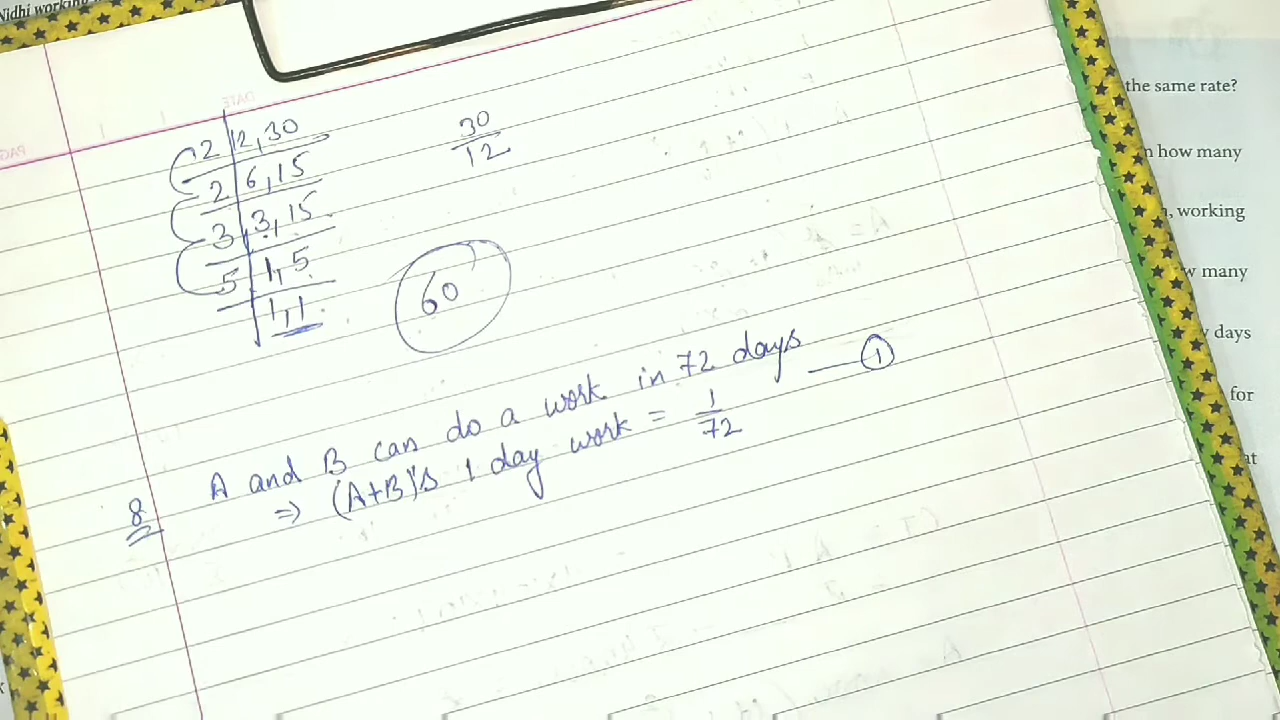 Nidhi working
DATE
PAG
2 | 12, 30
2 | 6, 15
3 | 3, 15
5 | 1, 5
1, 1
30
12
60
8 A and B can do a work in 72 days — ①
⇒ (A+B)'s 1 day work = 1/72
the same rate?
how many
working
many
days
for